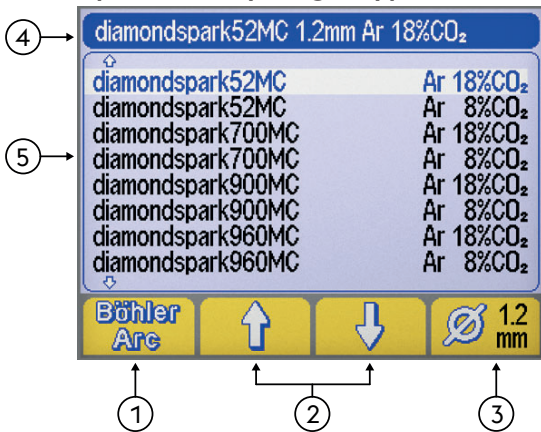 ④ diamondspark52MC 1.2mm Ar 18%CO₂
diamondspark52MC Ar 18%CO₂
diamondspark52MC Ar 8%CO₂
diamondspark700MC Ar 18%CO₂
⑤ diamondspark700MC Ar 8%CO₂
diamondspark900MC Ar 18%CO₂
diamondspark900MC Ar 8%CO₂
diamondspark960MC Ar 18%CO₂
diamondspark960MC Ar 8%CO₂
Böhler
Arc
Ø 1.2
mm
① ② ③